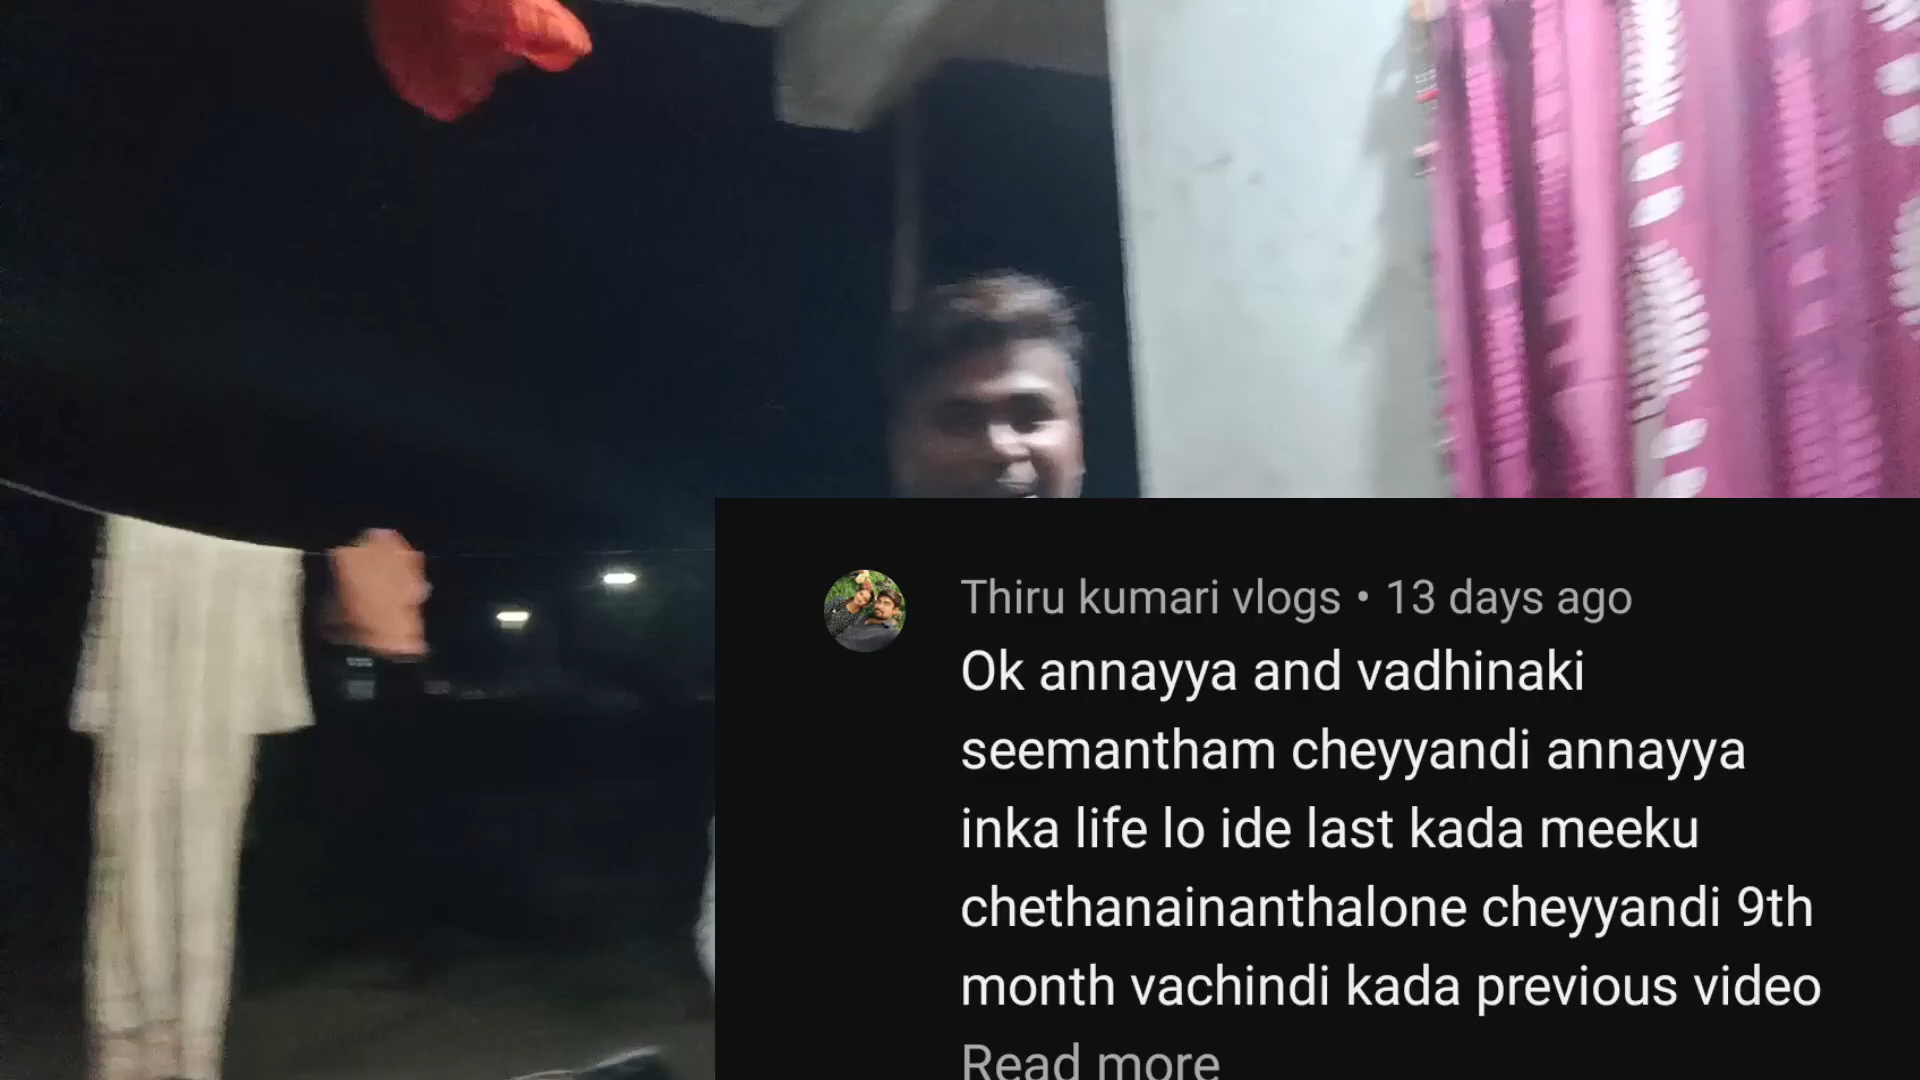 Thiru kumari vlogs • 13 days ago
Ok annayya and vadhinaki
seemantham cheyyandi annayya
inka life lo ide last kada meeku
chethanainanthalone cheyyandi 9th
month vachindi kada previous video
Read more